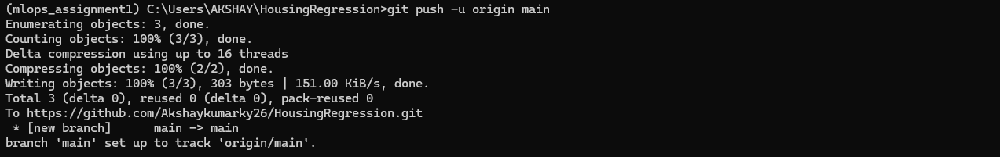 (mlops_assignment1) C:\Users\AKSHAY\HousingRegression>git push -u origin main
Enumerating objects: 3, done.
Counting objects: 100% (3/3), done.
Delta compression using up to 16 threads
Compressing objects: 100% (2/2), done.
Writing objects: 100% (3/3), 303 bytes | 151.00 KiB/s, done.
Total 3 (delta 0), reused 0 (delta 0), pack-reused 0
To https://github.com/Akshaykumarky26/HousingRegression.git
 * [new branch]      main -> main
branch 'main' set up to track 'origin/main'.